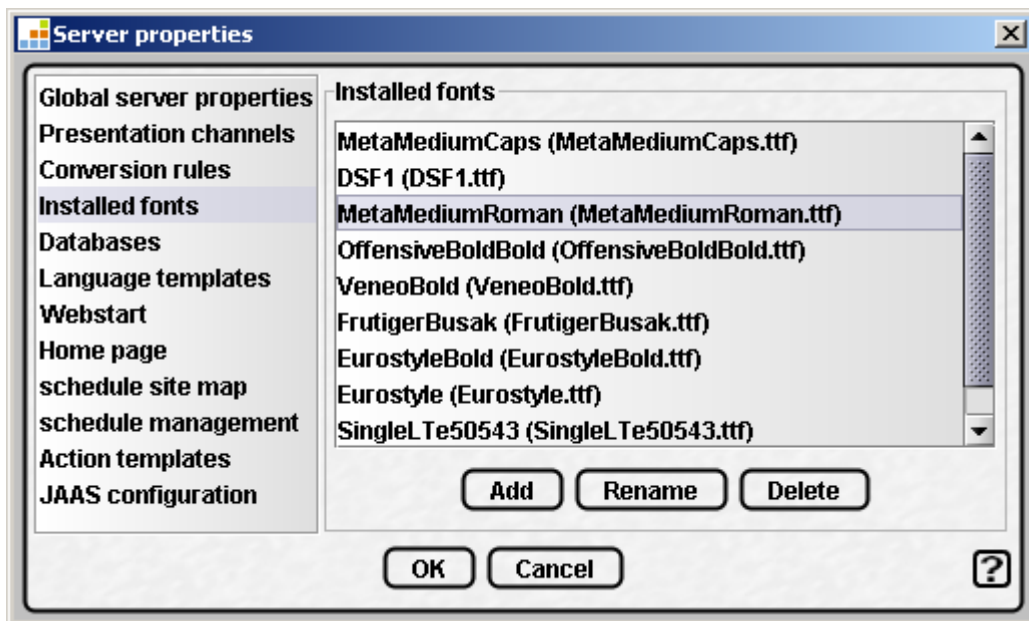 Server properties
Global server properties
Presentation channels
Conversion rules
Installed fonts
Databases
Language templates
Webstart
Home page
schedule site map
schedule management
Action templates
JAAS configuration
Installed fonts
MetaMediumCaps (MetaMediumCaps.ttf)
DSF1 (DSF1.ttf)
MetaMediumRoman (MetaMediumRoman.ttf)
OffensiveBoldBold (OffensiveBoldBold.ttf)
VeneoBold (VeneoBold.ttf)
FrutigerBusak (FrutigerBusak.ttf)
EurostyleBold (EurostyleBold.ttf)
Eurostyle (Eurostyle.ttf)
SingleLTe50543 (SingleLTe50543.ttf)
Add Rename Delete
OK Cancel ?